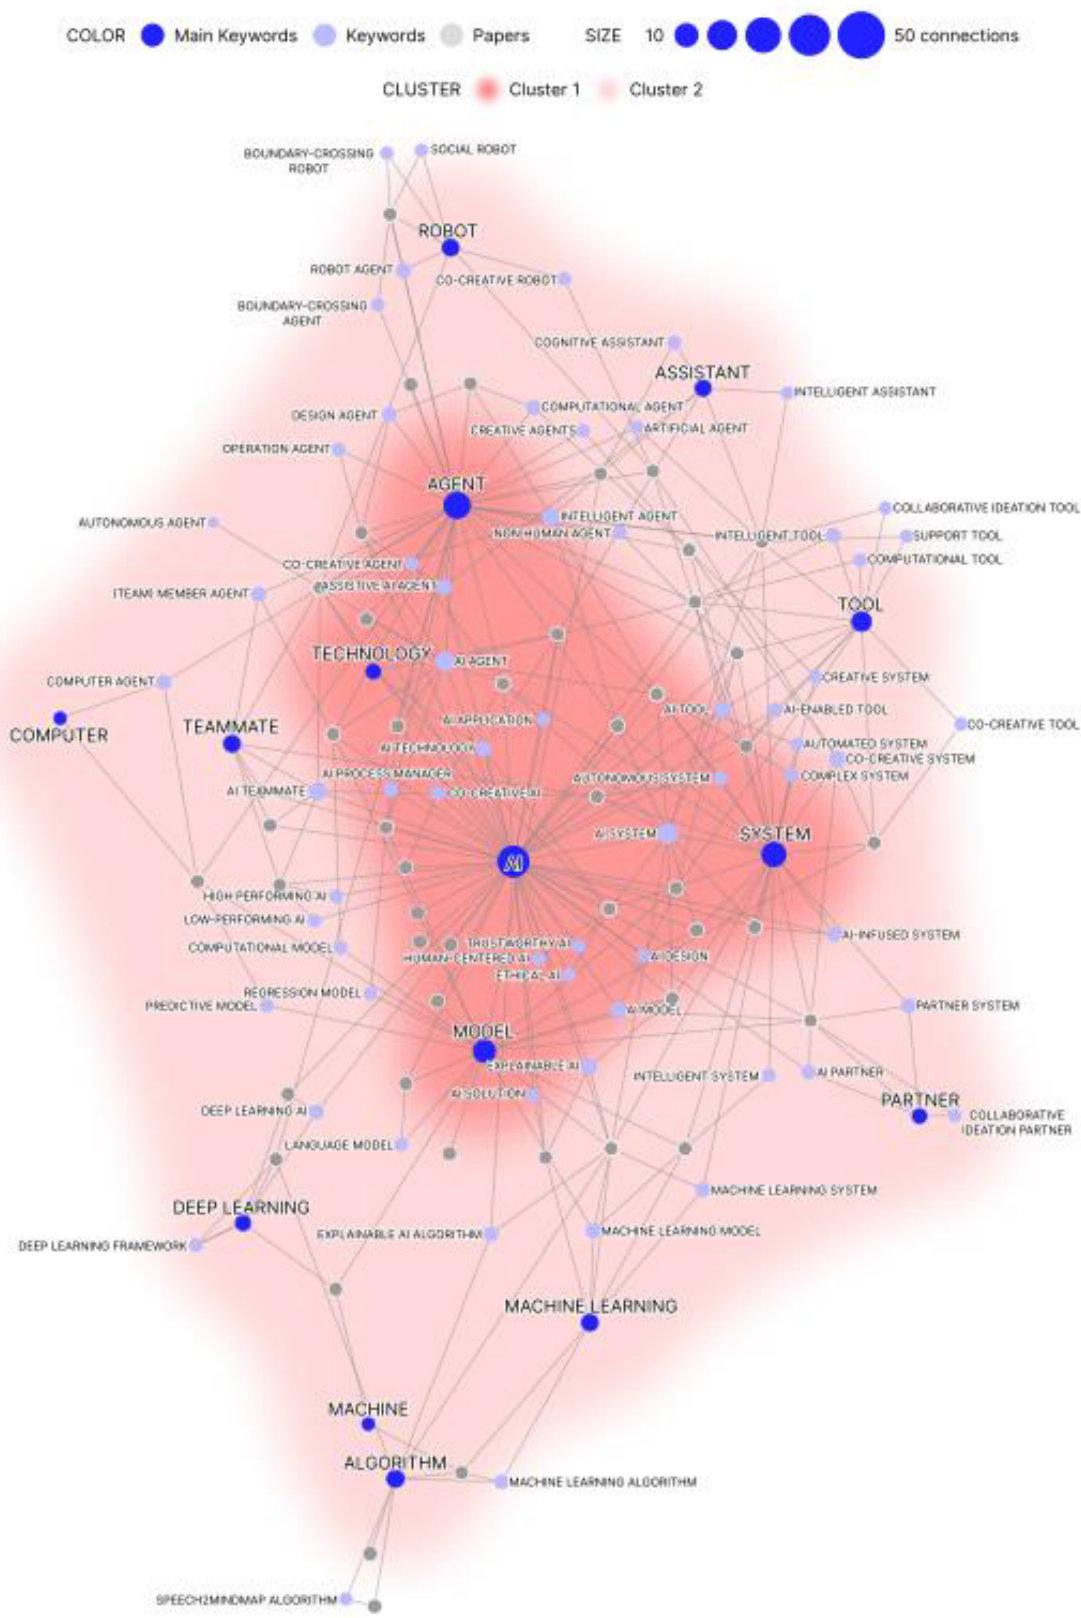 COLOR Main Keywords Keywords Papers SIZE 10 50 connections
CLUSTER Cluster 1 Cluster 2
BOUNDARY-CROSSING
ROBOT
SOCIAL ROBOT
ROBOT
ROBOT AGENT
CO-CREATIVE ROBOT
BOUNDARY-CROSSING
AGENT
COGNITIVE ASSISTANT
ASSISTANT
INTELLIGENT ASSISTANT
DESIGN AGENT
COMPUTATIONAL AGENT
CREATIVE AGENTS
ARTIFICIAL AGENT
OPERATION AGENT
AGENT
COLLABORATIVE IDEATION TOOL
AUTONOMOUS AGENT
INTELLIGENT AGENT
NON HUMAN AGENT
INTELLIGENT TOOL
SUPPORT TOOL
COMPUTATIONAL TOOL
CO-CREATIVE AGENT
ASSISTIVE AI AGENT
(TEAM) MEMBER AGENT
TOOL
TECHNOLOGY
AI AGENT
COMPUTER AGENT
CREATIVE SYSTEM
AI TOOL
AI-ENABLED TOOL
COMPUTER
TEAMMATE
AI APPLICATION
CO-CREATIVE TOOL
AI TECHNOLOGY
AUTOMATED SYSTEM
CO-CREATIVE SYSTEM
AI PROCESS MANAGER
AUTONOMOUS SYSTEM
COMPLEX SYSTEM
AI TEAMMATE
CO-CREATIVE AI
AI SYSTEM
SYSTEM
AI
HIGH PERFORMING AI
LOW-PERFORMING AI
AI-INFUSED SYSTEM
COMPUTATIONAL MODEL
TRUSTWORTHY AI
HUMAN-CENTERED AI
AI DESIGN
ETHICAL AI
REGRESSION MODEL
PREDICTIVE MODEL
AI MODEL
PARTNER SYSTEM
MODEL
EXPLAINABLE AI
INTELLIGENT SYSTEM
AI PARTNER
AI SOLUTION
PARTNER
DEEP LEARNING AI
COLLABORATIVE
IDEATION PARTNER
LANGUAGE MODEL
MACHINE LEARNING SYSTEM
DEEP LEARNING
EXPLAINABLE AI ALGORITHM
MACHINE LEARNING MODEL
DEEP LEARNING FRAMEWORK
MACHINE LEARNING
MACHINE
ALGORITHM
MACHINE LEARNING ALGORITHM
SPEECH2MINDMAP ALGORITHM